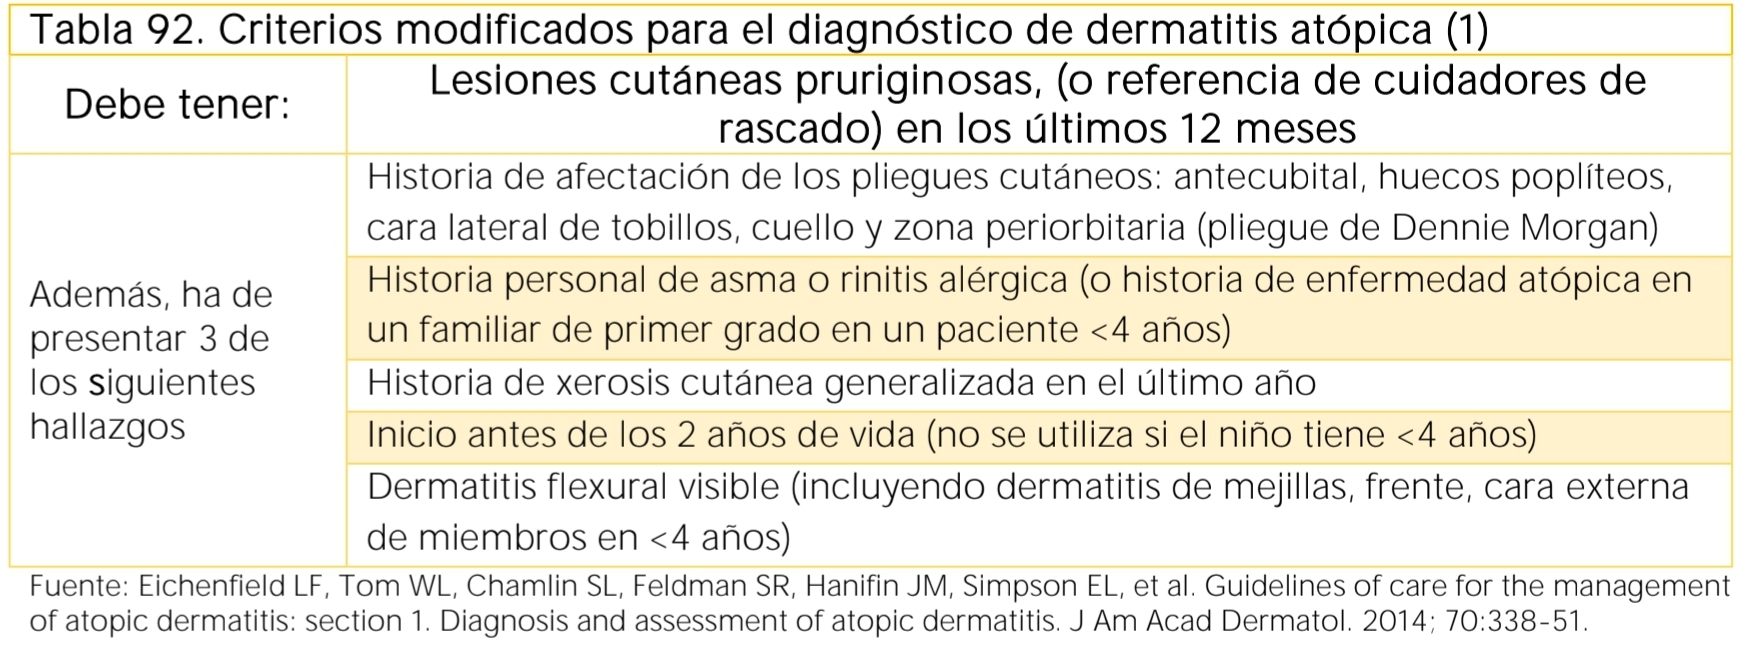 Tabla 92. Criterios modificados para el diagnóstico de dermatitis atópica (1)
Debe tener:
Lesiones cutáneas pruriginosas, (o referencia de cuidadores de
rascado) en los últimos 12 meses
Además, ha de
presentar 3 de
los siguientes
hallazgos
Historia de afectación de los pliegues cutáneos: antecubital, huecos poplíteos,
cara lateral de tobillos, cuello y zona periorbitaria (pliegue de Dennie Morgan)
Historia personal de asma o rinitis alérgica (o historia de enfermedad atópica en
un familiar de primer grado en un paciente <4 años)
Historia de xerosis cutánea generalizada en el último año
Inicio antes de los 2 años de vida (no se utiliza si el niño tiene <4 años)
Dermatitis flexural visible (incluyendo dermatitis de mejillas, frente, cara externa
de miembros en <4 años)
Fuente: Eichenfield LF, Tom WL, Chamlin SL, Feldman SR, Hanifin JM, Simpson EL, et al. Guidelines of care for the management
of atopic dermatitis: section 1. Diagnosis and assessment of atopic dermatitis. J Am Acad Dermatol. 2014; 70:338-51.